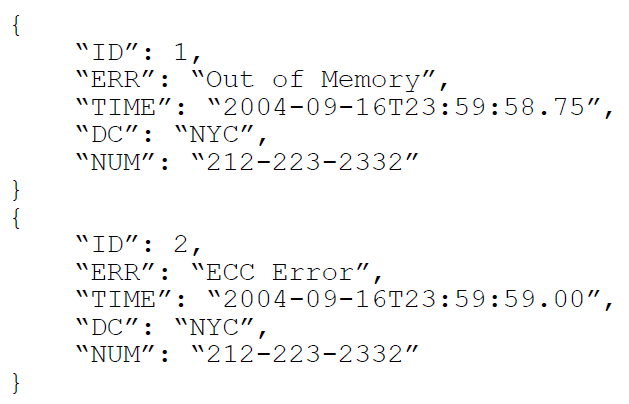 {
“ID”: 1,
“ERR”: “Out of Memory”,
“TIME”: “2004-09-16T23:59:58.75”,
“DC”: “NYC”,
“NUM”: “212-223-2332”
}
{
“ID”: 2,
“ERR”: “ECC Error”,
“TIME”: “2004-09-16T23:59:59.00”,
“DC”: “NYC”,
“NUM”: “212-223-2332”
}